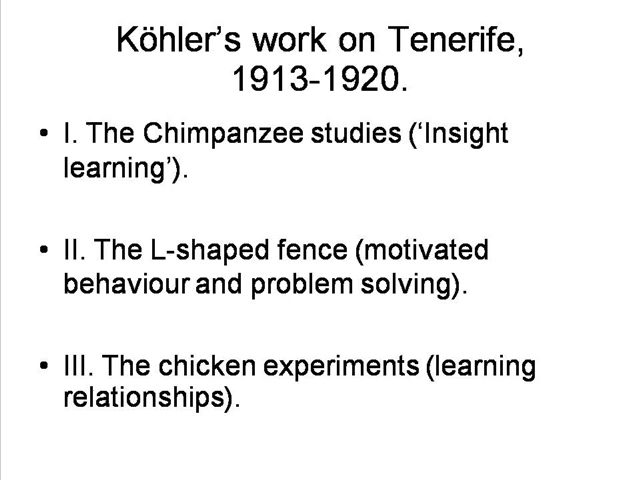 Köhler’s work on Tenerife,
1913-1920.
• I. The Chimpanzee studies (‘Insight
learning’).
• II. The L-shaped fence (motivated
behaviour and problem solving).
• III. The chicken experiments (learning
relationships).